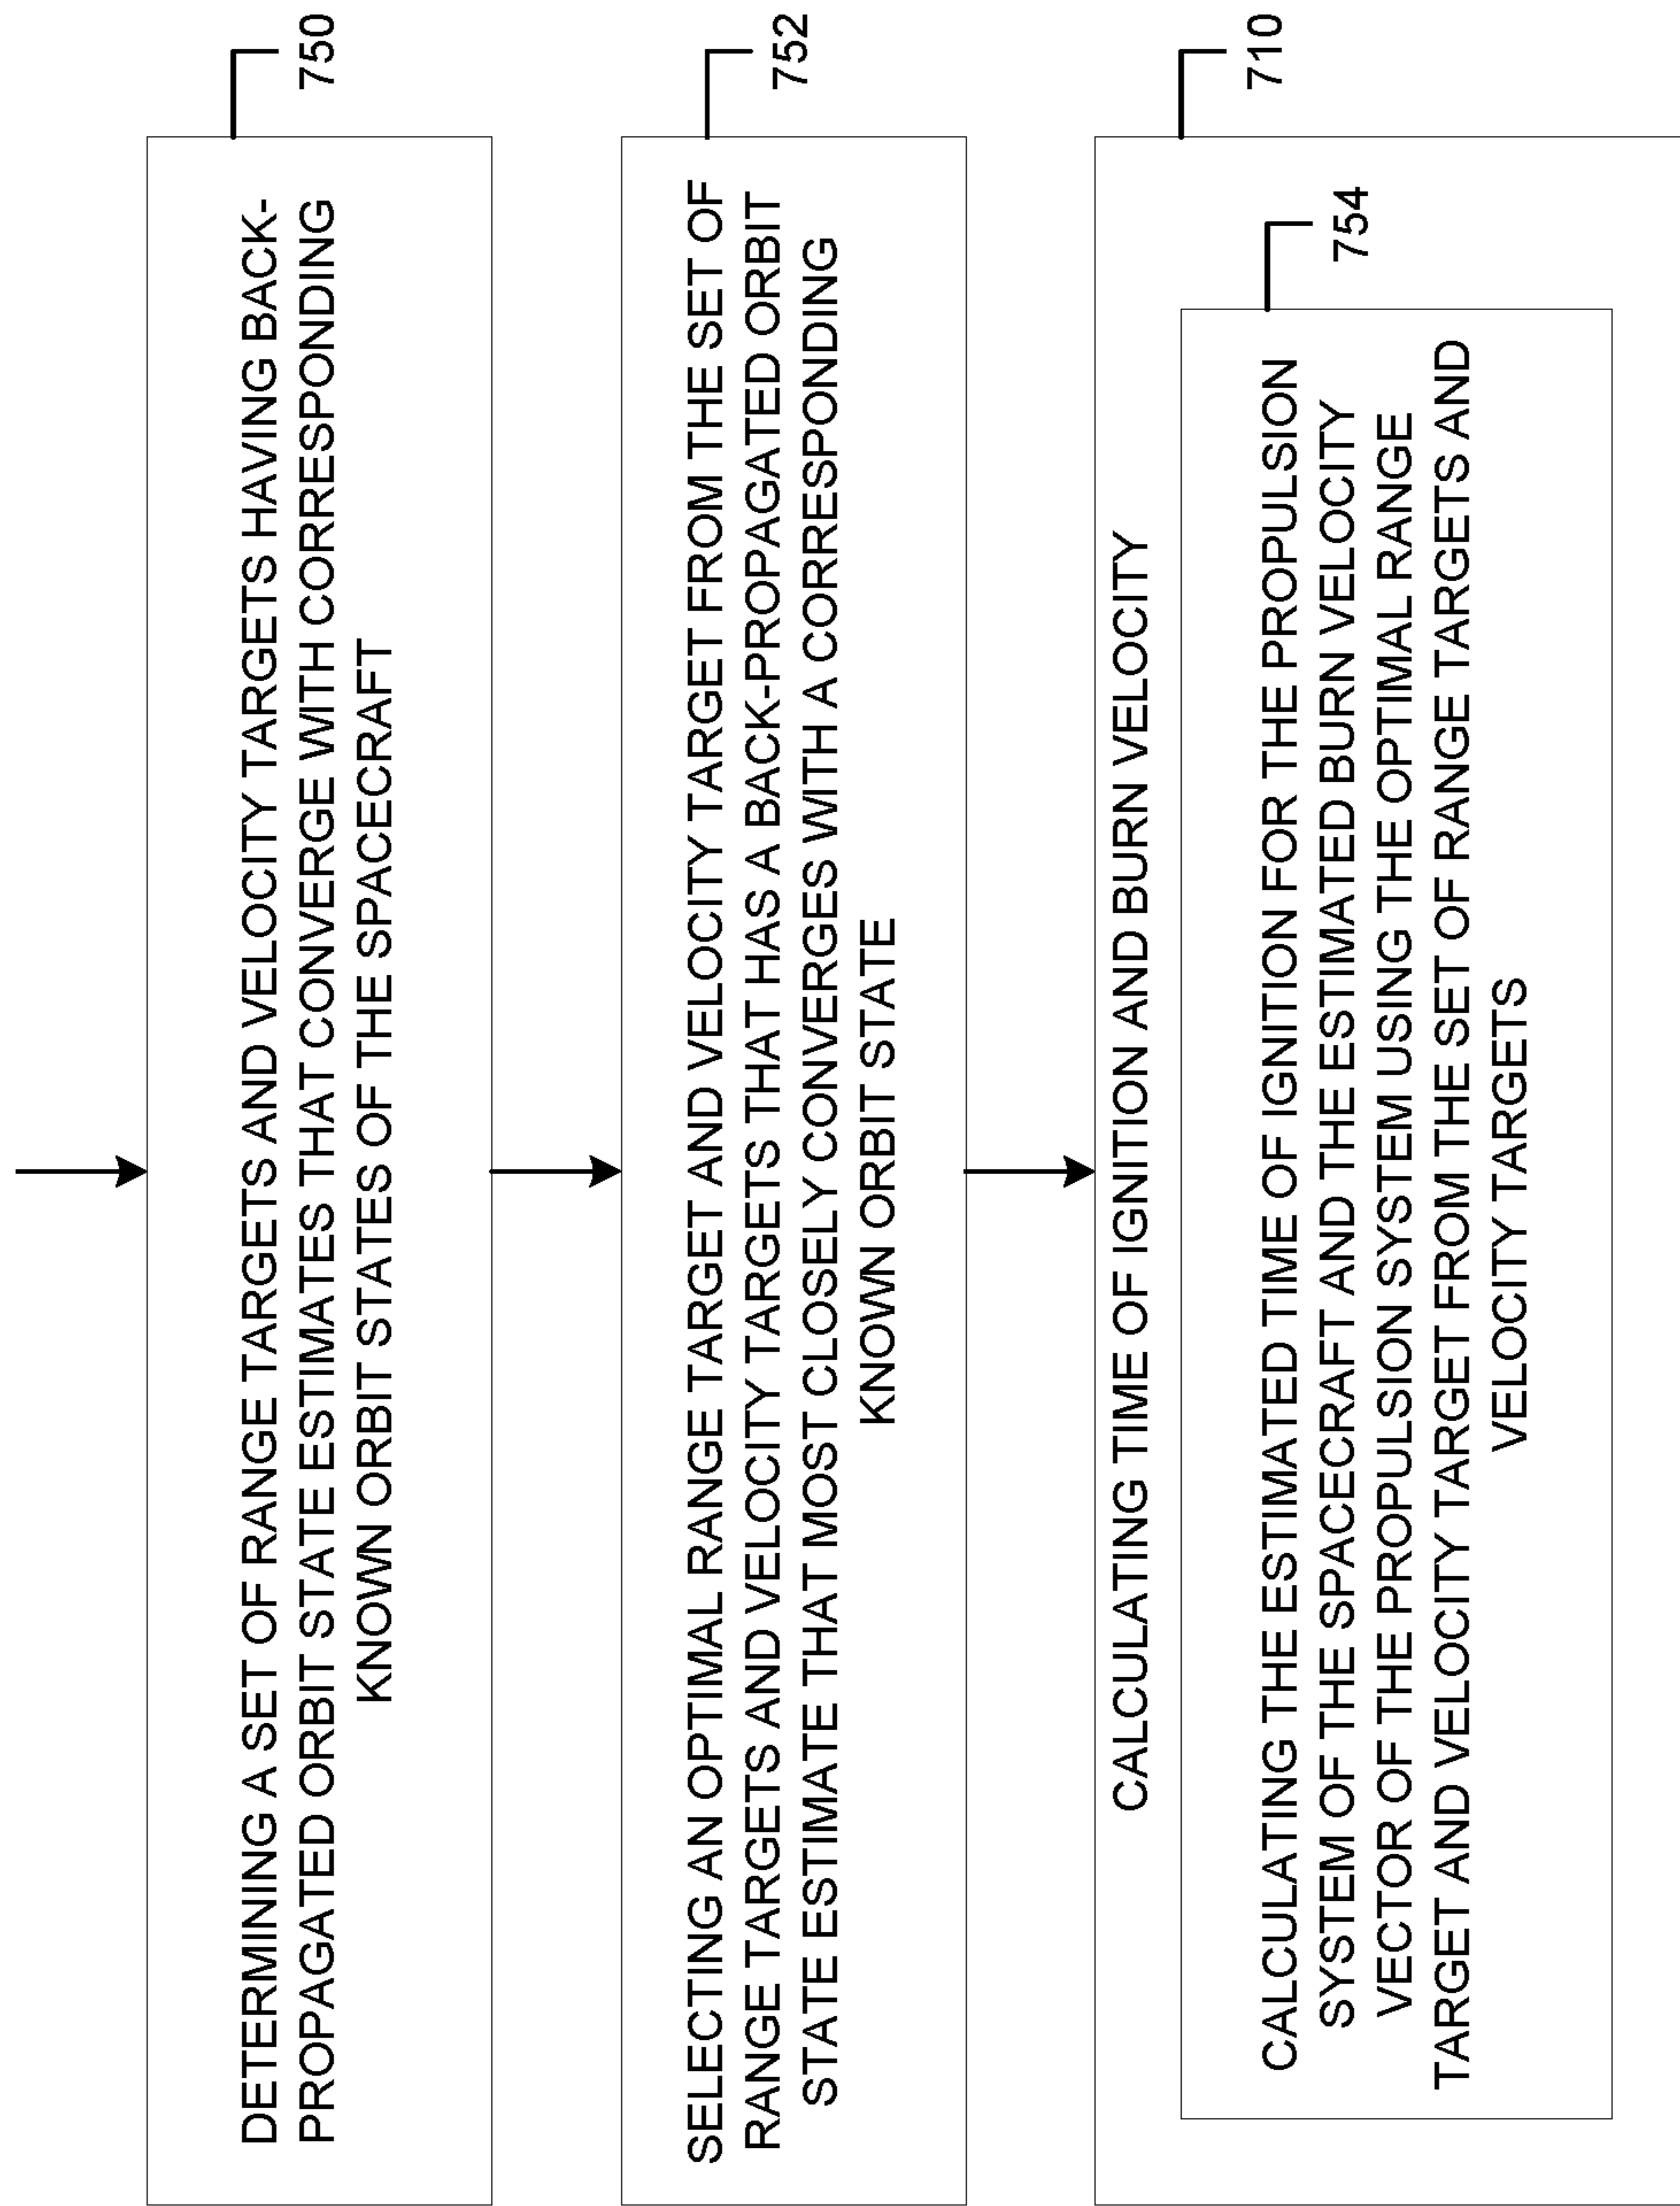 DETERMINING A SET OF RANGE TARGETS AND VELOCITY TARGETS HAVING BACK-
PROPAGATED ORBIT STATE ESTIMATES THAT CONVERGE WITH CORRESPONDING
KNOWN ORBIT STATES OF THE SPACECRAFT
750
SELECTING AN OPTIMAL RANGE TARGET AND VELOCITY TARGET FROM THE SET OF
RANGE TARGETS AND VELOCITY TARGETS THAT HAS A BACK-PROPAGATED ORBIT
STATE ESTIMATE THAT MOST CLOSELY CONVERGES WITH A CORRESPONDING
KNOWN ORBIT STATE
752
CALCULATING TIME OF IGNITION AND BURN VELOCITY
710
CALCULATING THE ESTIMATED TIME OF IGNITION FOR THE PROPULSION
SYSTEM OF THE SPACECRAFT AND THE ESTIMATED BURN VELOCITY
VECTOR OF THE PROPULSION SYSTEM USING THE OPTIMAL RANGE
TARGET AND VELOCITY TARGET FROM THE SET OF RANGE TARGETS AND
VELOCITY TARGETS
754